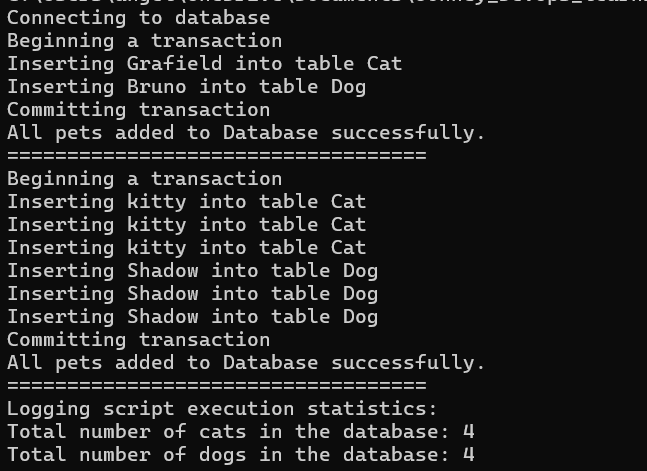 Connecting to database
Beginning a transaction
Inserting Grafield into table Cat
Inserting Bruno into table Dog
Committing transaction
All pets added to Database successfully.
===================================
Beginning a transaction
Inserting kitty into table Cat
Inserting kitty into table Cat
Inserting kitty into table Cat
Inserting Shadow into table Dog
Inserting Shadow into table Dog
Inserting Shadow into table Dog
Committing transaction
All pets added to Database successfully.
===================================
Logging script execution statistics:
Total number of cats in the database: 4
Total number of dogs in the database: 4